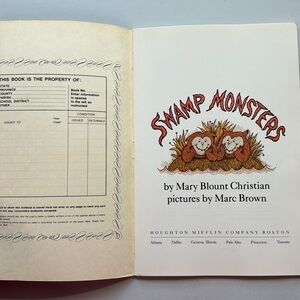 THIS BOOK IS THE PROPERTY OF:
STATE
PROVINCE
COUNTY
PARISH
SCHOOL DISTRICT
OTHER
Book No.
Enter information
in spaces
to the left as
instructed
ISSUED TO
Year
Used
CONDITION
ISSUED
RETURNED
SWAMP MONSTERS
by Mary Blount Christian
pictures by Marc Brown
HOUGHTON MIFFLIN COMPANY BOSTON
Atlanta Dallas Geneva, Illinois Palo Alto Princeton Toronto